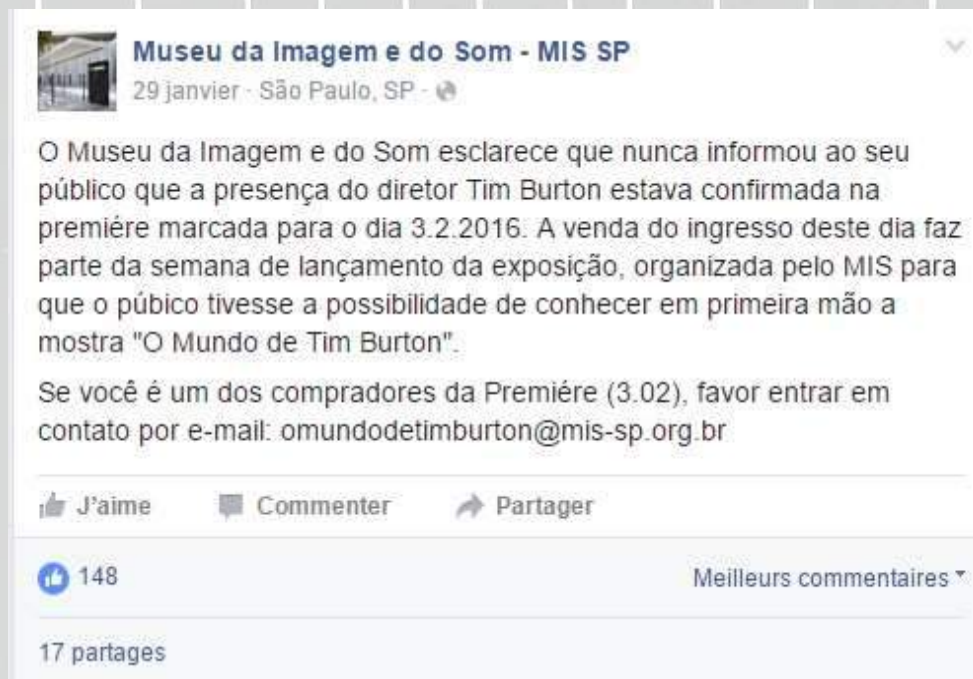 Museu da Imagem e do Som - MIS SP
29 janvier · São Paulo, SP ·
O Museu da Imagem e do Som esclarece que nunca informou ao seu
público que a presença do diretor Tim Burton estava confirmada na
premiére marcada para o dia 3.2.2016. A venda do ingresso deste dia faz
parte da semana de lançamento da exposição, organizada pelo MIS para
que o púbico tivesse a possibilidade de conhecer em primeira mão a
mostra "O Mundo de Tim Burton".
Se você é um dos compradores da Premiére (3.02), favor entrar em
contato por e-mail: omundodetimburton@mis-sp.org.br
J'aime Commenter Partager
148 Meilleurs commentaires
17 partages